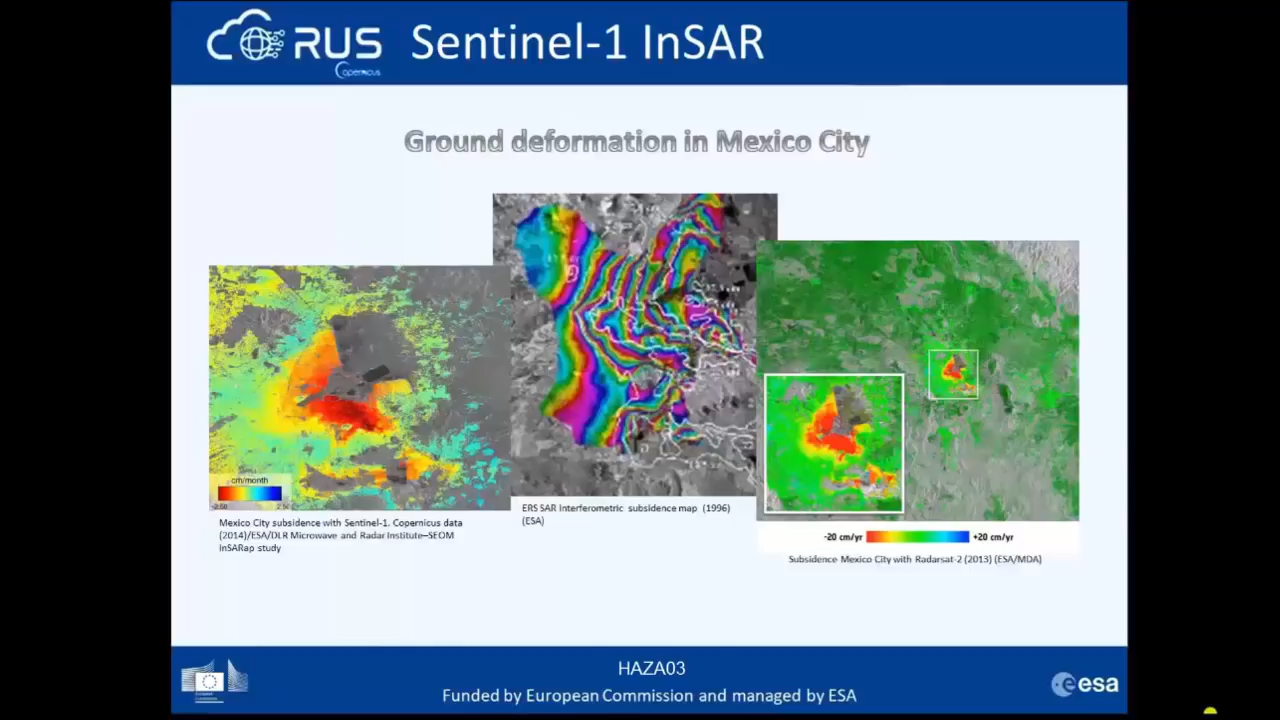 RUS
Copernicus
Sentinel-1 InSAR
Ground deformation in Mexico City
cm/month
Mexico City subsidence with Sentinel-1. Copernicus data
(2014)/ESA/DLR Microwave and Radar Institute–SEOM
InSARap study
ERS SAR Interferometric subsidence map (1996)
(ESA)
-20 cm/yr +20 cm/yr
Subsidence Mexico City with Radarsat-2 (2013) (ESA/MDA)
HAZA03
Funded by European Commission and managed by ESA
esa